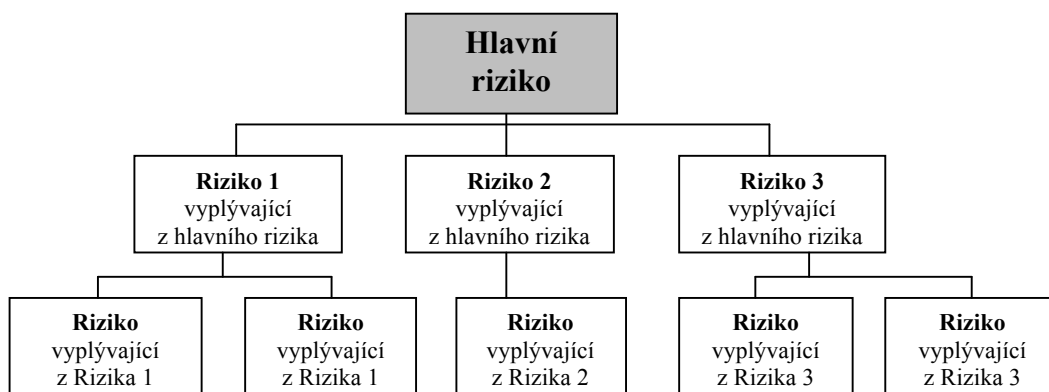 Hlavní
riziko
Riziko 1
vyplývající
z hlavního rizika
Riziko 2
vyplývající
z hlavního rizika
Riziko 3
vyplývající
z hlavního rizika
Riziko
vyplývající
z Rizika 1
Riziko
vyplývající
z Rizika 1
Riziko
vyplývající
z Rizika 2
Riziko
vyplývající
z Rizika 3
Riziko
vyplývající
z Rizika 3